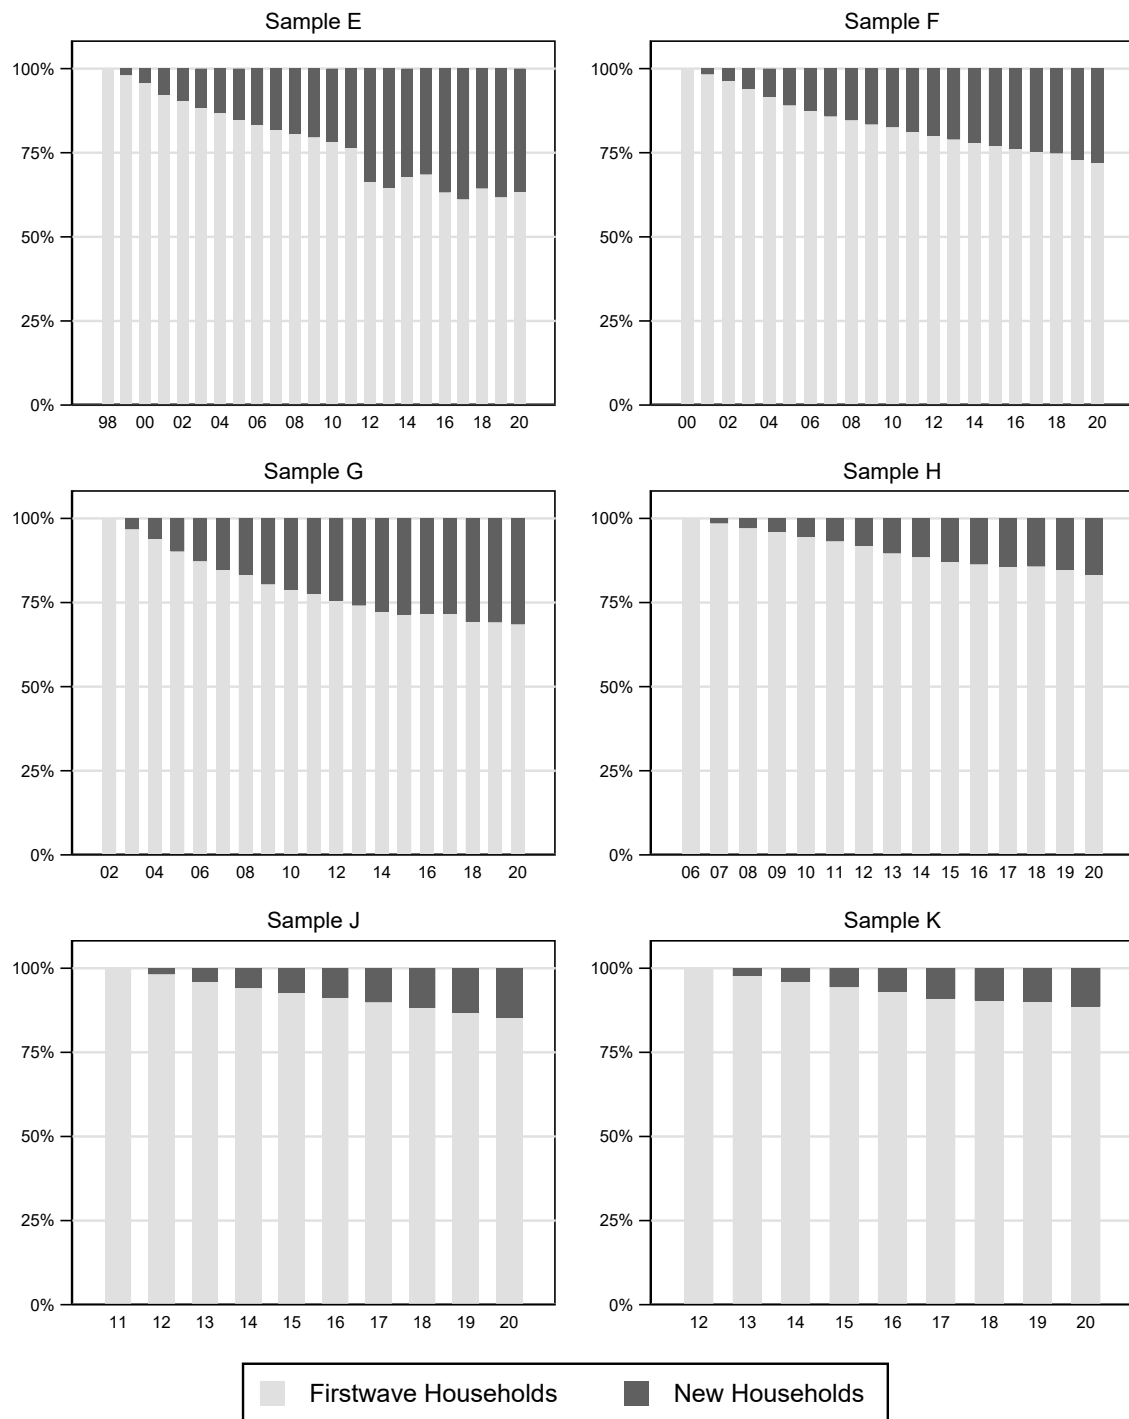 Sample E
Sample F
100%
75%
50%
25%
0%
98 00 02 04 06 08 10 12 14 16 18 20
100%
75%
50%
25%
0%
00 02 04 06 08 10 12 14 16 18 20
Sample G
Sample H
100%
75%
50%
25%
0%
02 04 06 08 10 12 14 16 18 20
100%
75%
50%
25%
0%
06 07 08 09 10 11 12 13 14 15 16 17 18 19 20
Sample J
Sample K
100%
75%
50%
25%
0%
11 12 13 14 15 16 17 18 19 20
100%
75%
50%
25%
0%
12 13 14 15 16 17 18 19 20
Firstwave Households New Households